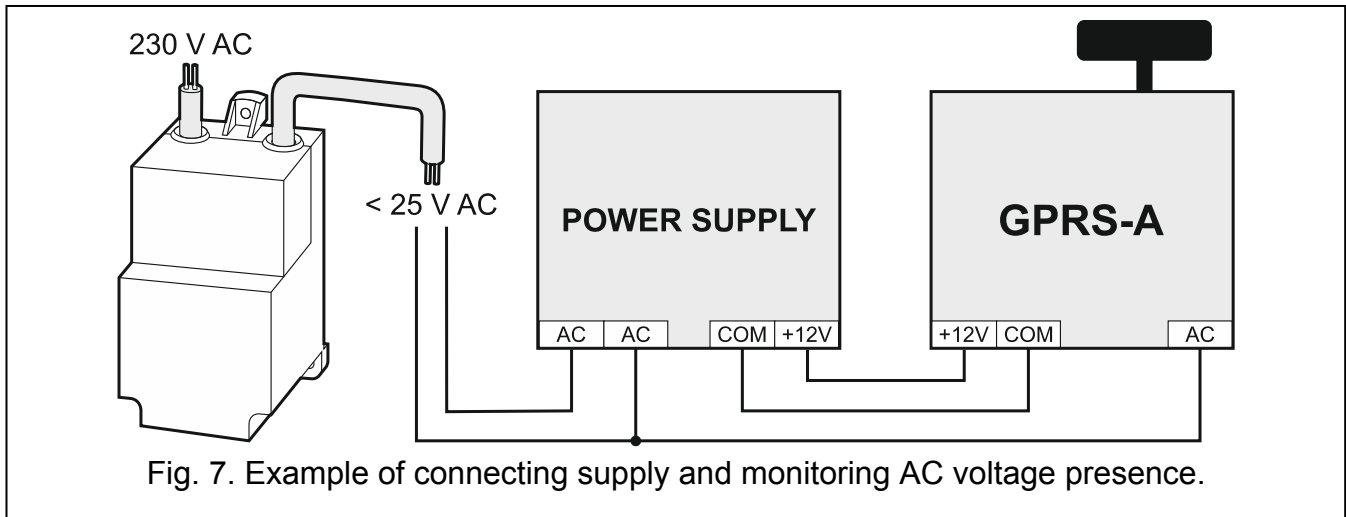 230 V AC
< 25 V AC
POWER SUPPLY
GPRS-A
AC AC COM +12V
+12V COM AC
Fig. 7. Example of connecting supply and monitoring AC voltage presence.